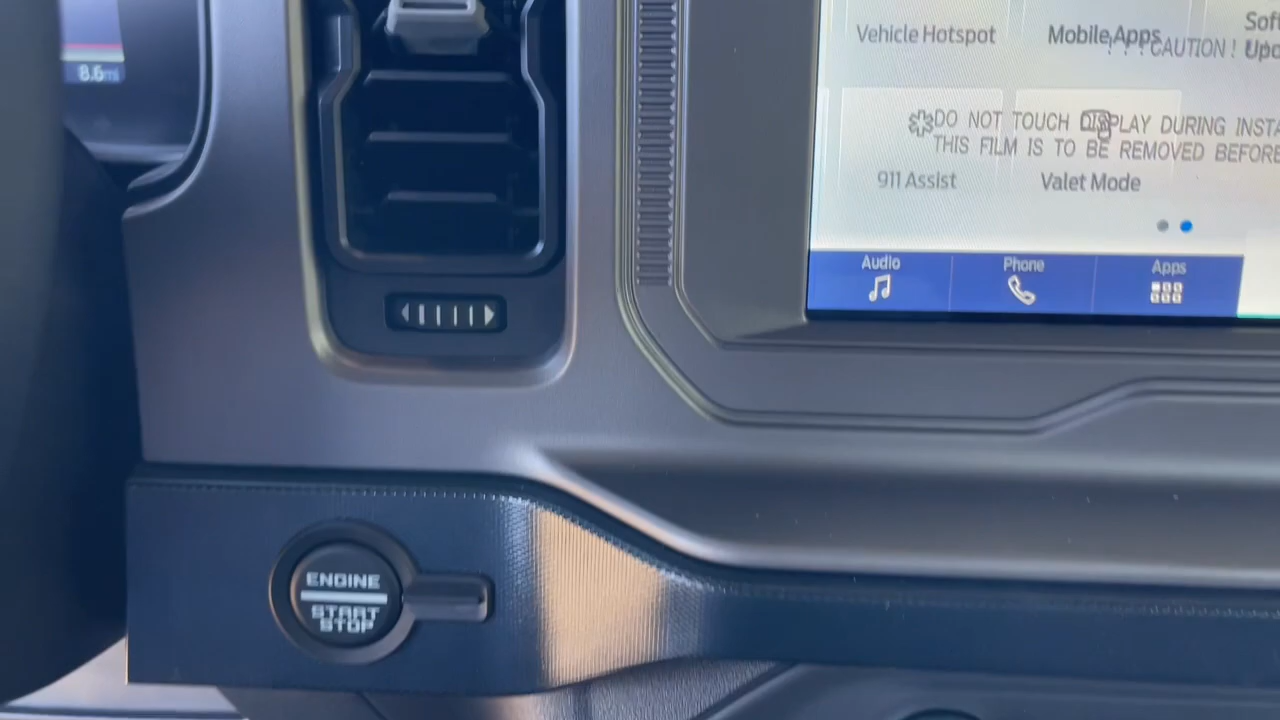 8.6mi
Vehicle Hotspot
Mobile Apps
! ! ! CAUTION !
DO NOT TOUCH DISPLAY DURING
THIS FILM IS TO BE REMOVED BEFORE
911 Assist
Valet Mode
Audio
Phone
Apps
ENGINE
START
STOP